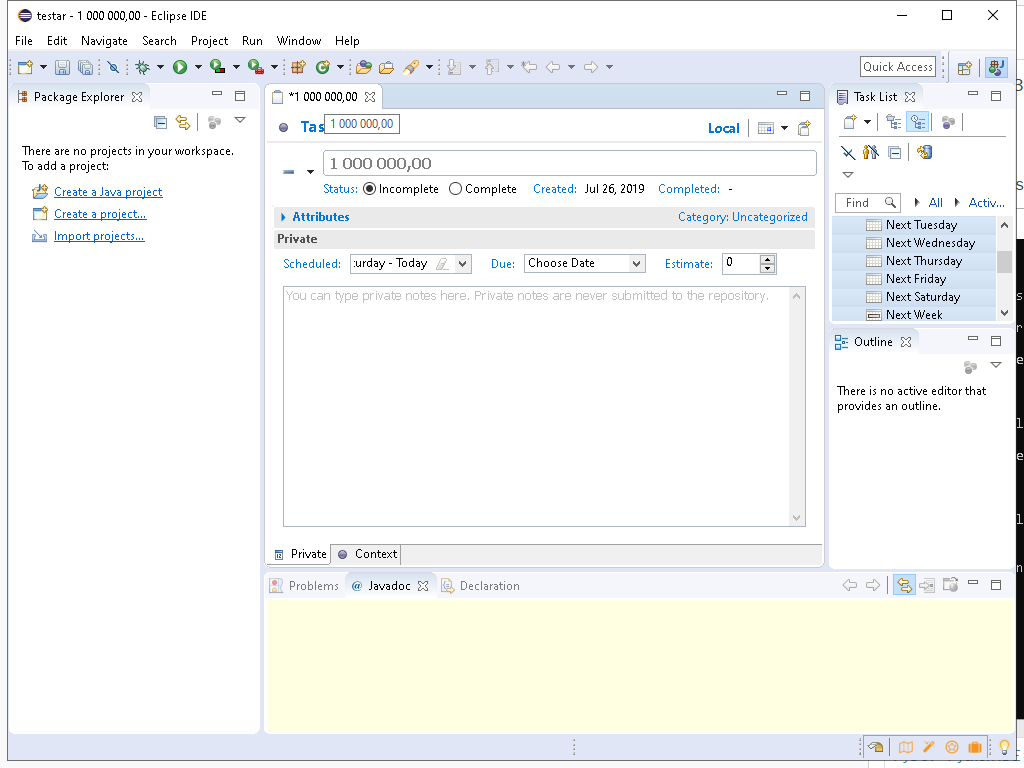 testar - 1 000 000,00 - Eclipse IDE
File Edit Navigate Search Project Run Window Help
Quick Access
Package Explorer
There are no projects in your workspace.
To add a project:
Create a Java project
Create a project...
Import projects...
*1 000 000,00
Tas
1 000 000,00
Local
1 000 000,00
Status: Incomplete Complete Created: Jul 26, 2019 Completed: -
Attributes Category: Uncategorized
Private
Scheduled: :urday - Today Due: Choose Date Estimate: 0
You can type private notes here. Private notes are never submitted to the repository.
Private Context
Task List
Find All Activ...
Next Tuesday
Next Wednesday
Next Thursday
Next Friday
Next Saturday
Next Week
Outline
There is no active editor that
provides an outline.
Problems @ Javadoc Declaration